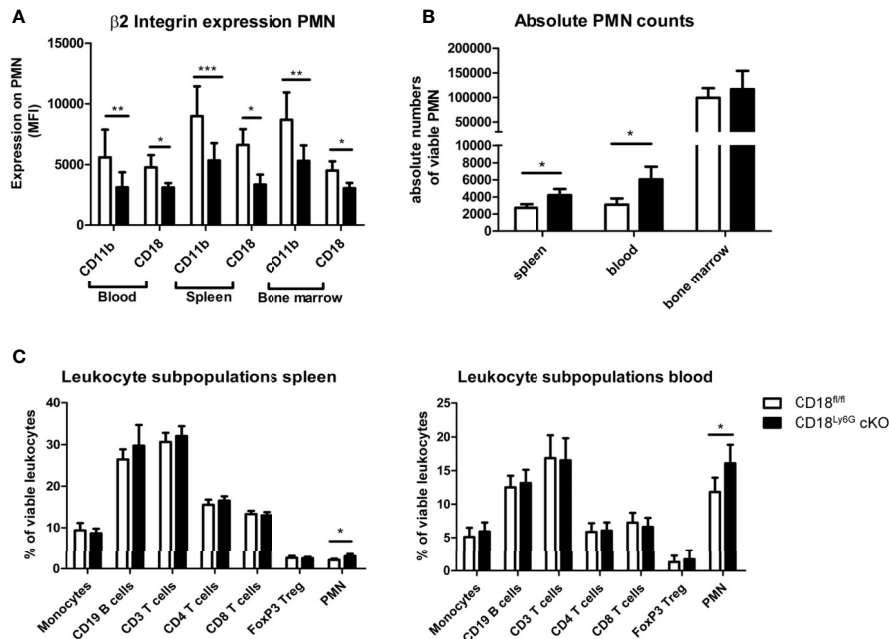 A
β2 Integrin expression PMN
Expression on PMN
(MFI)
15000
10000
5000
0
**
*
***
*
**
*
CD11b
CD18
CD11b
CD18
cO11b
CD18
Blood
Spleen
Bone marrow
B
Absolute PMN counts
absolute numbers
of viable PMN
200000
150000
100000
50000
10000
8000
6000
4000
2000
*
*
spleen
blood
bone marrow
C
Leukocyte subpopulations spleen
% of viable leukocytes
40
30
20
10
0
*
Monocytes
CD19 B cells
CD3 T cells
CD4 T cells
CD8 T cells
FoxP3 Treg
PMN
Leukocyte subpopulations blood
% of viable leukocytes
25
20
15
10
5
0
*
Monocytes
CD19 B cells
CD3 T cells
CD4 T cells
CD8 T cells
FoxP3 Treg
PMN
CD18fl/fl
CD18Ly6G cKO